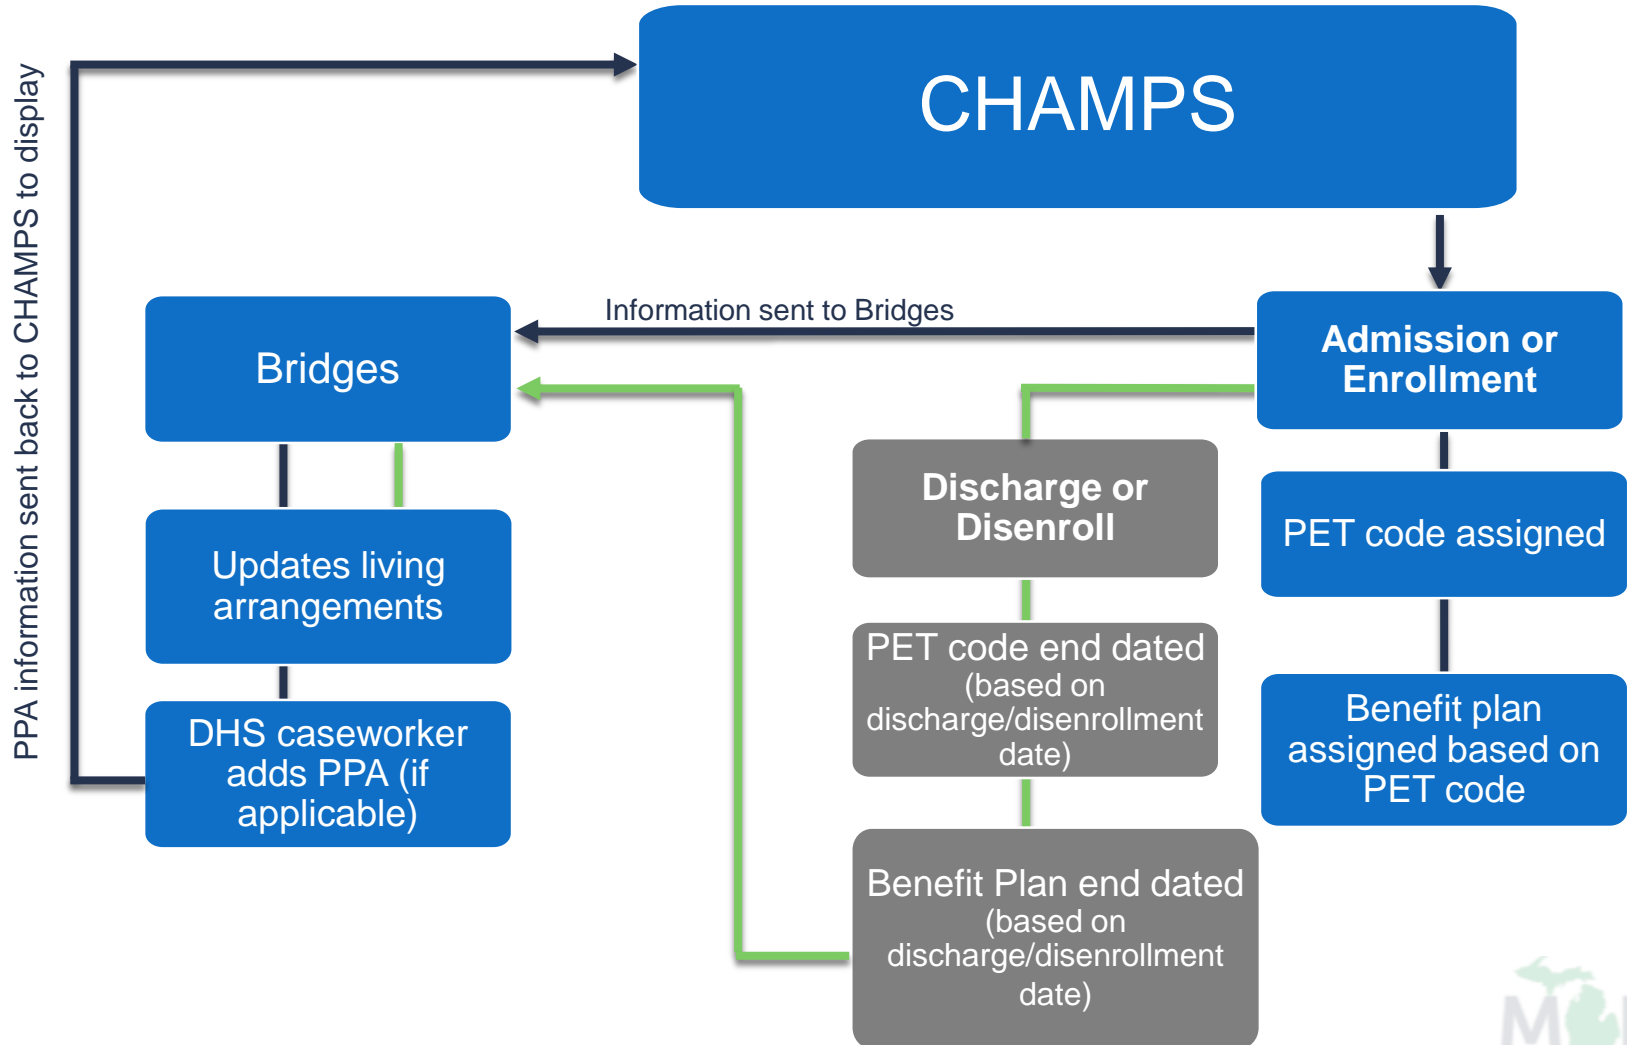 CHAMPS
PPA information sent back to CHAMPS to display
Information sent to Bridges
Bridges
Admission or
Enrollment
Discharge or
Disenroll
PET code assigned
Updates living
arrangements
PET code end dated
(based on
discharge/disenrollment
date)
Benefit plan
assigned based on
PET code
DHS caseworker
adds PPA (if
applicable)
Benefit Plan end dated
(based on
discharge/disenrollment
date)